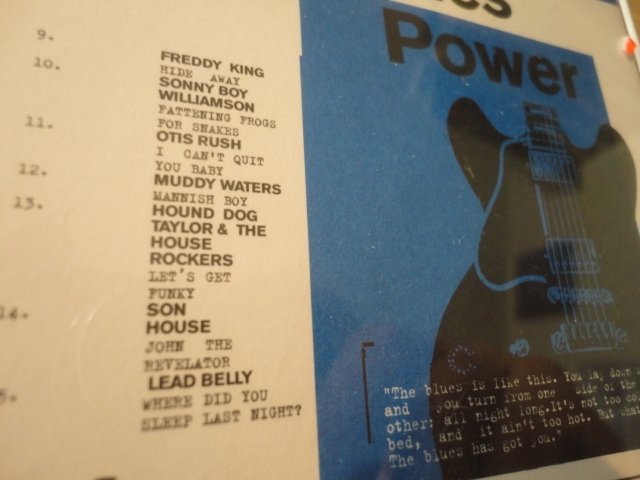 9.
10.
FREDDY KING
HIDE AWAY
SONNY BOY
WILLIAMSON
FATTENING FROGS
FOR SNAKES
11.
OTIS RUSH
I CAN'T QUIT
YOU BABY
12.
MUDDY WATERS
MANNISH BOY
13.
HOUND DOG
TAYLOR & THE
HOUSE
ROCKERS
LET'S GET
FUNKY
14.
SON
HOUSE
JOHN THE
REVELATOR
LEAD BELLY
WHERE DID YOU
SLEEP LAST NIGHT?
Power
"The blues is like this. You lay down
and you turn from one side of the
other: all night long. It's not too
bed, and it ain't too hot. But
The blues has got you."